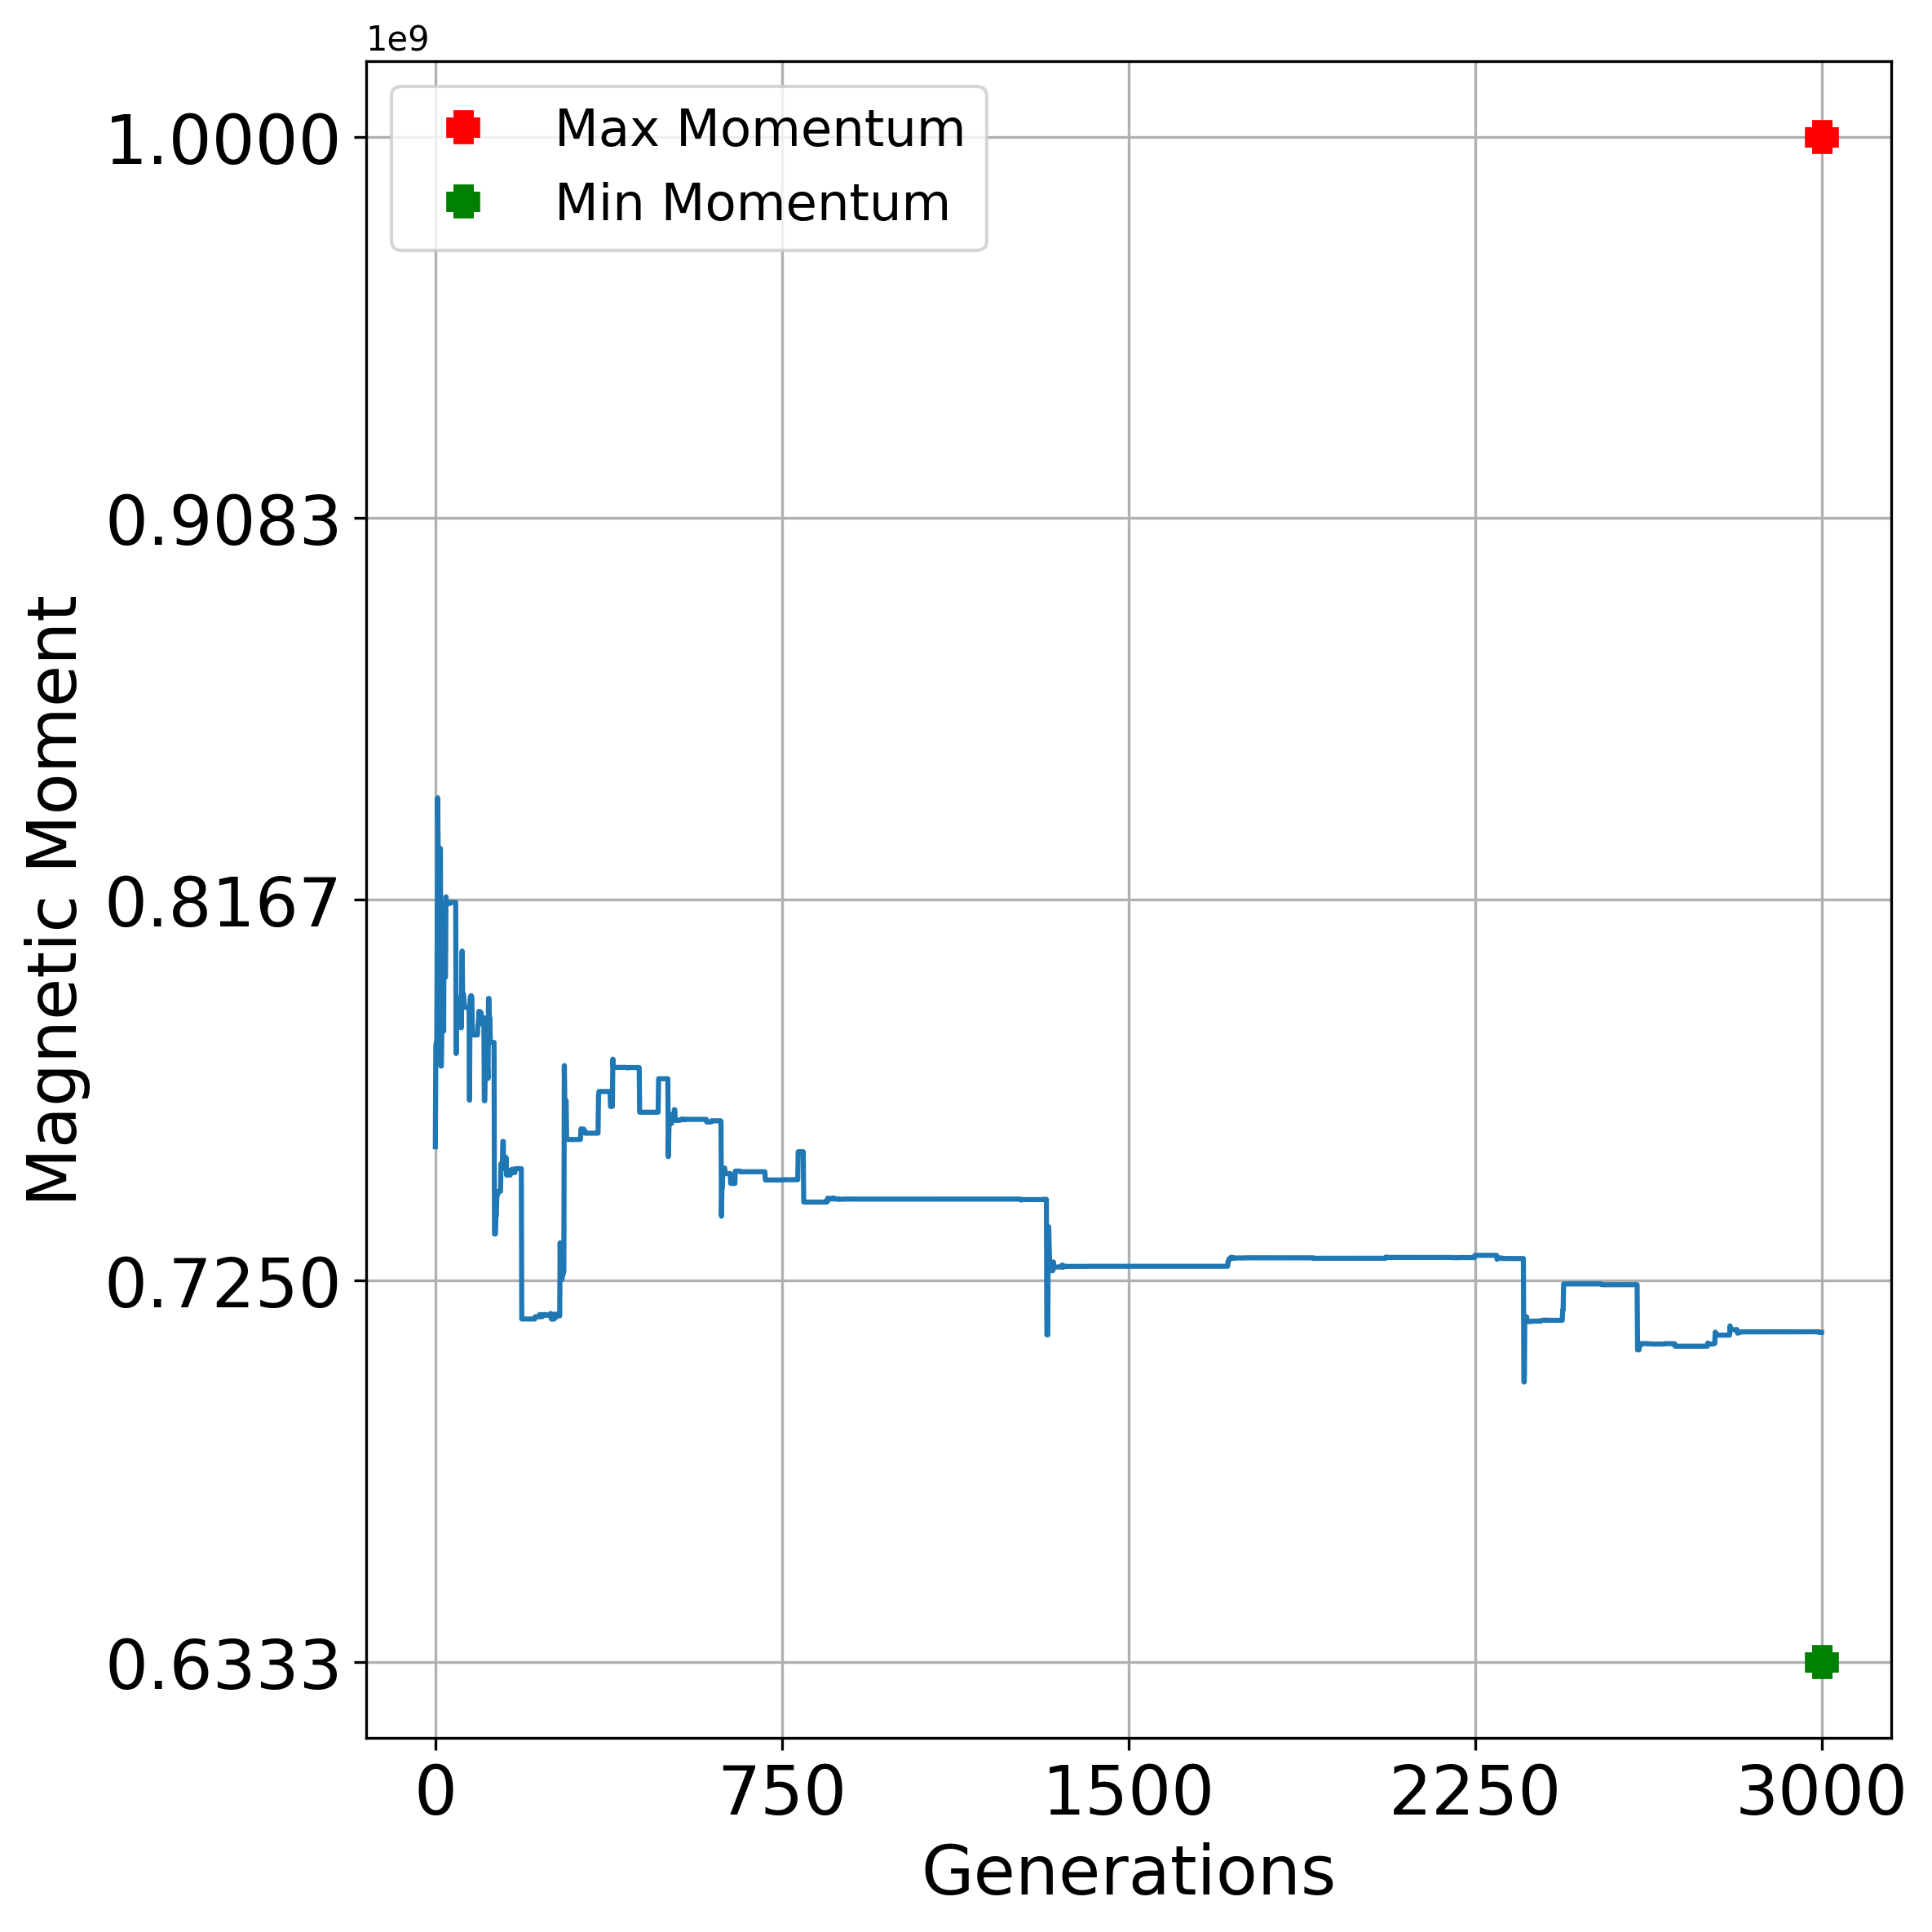 1e9
Max Momentum
Min Momentum
1.0000
0.9083
0.8167
0.7250
0.6333
Magnetic Moment
0 750 1500 2250 3000
Generations